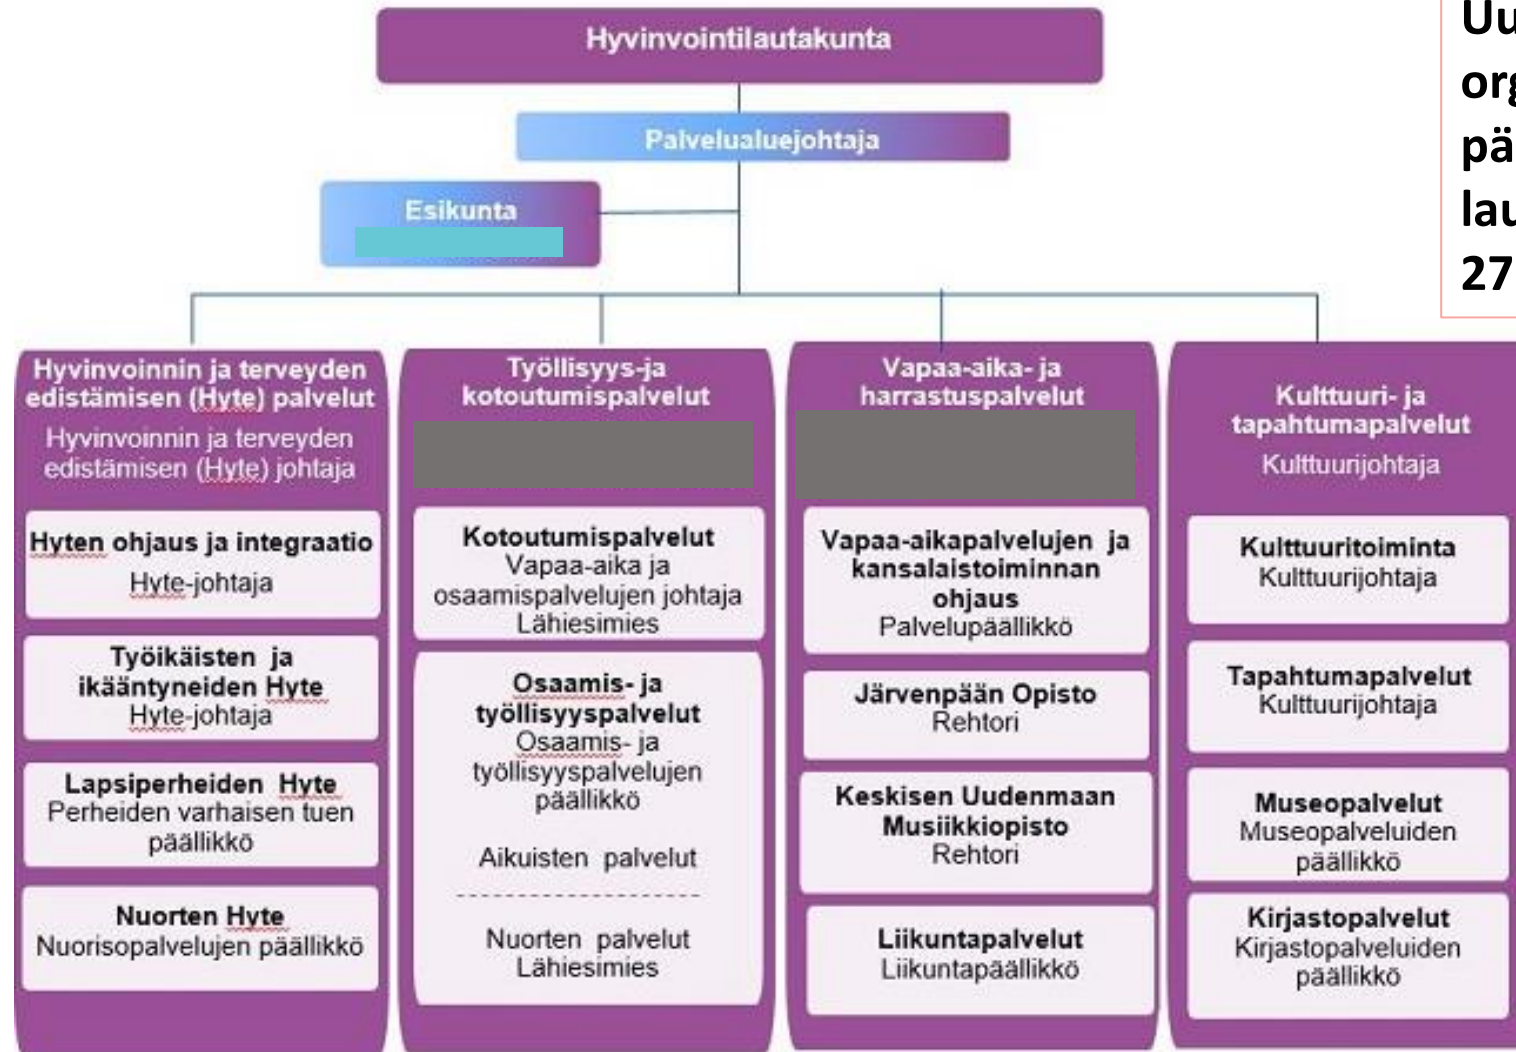 Hyvinvointilautakunta
Palvelualuejohtaja
Esikunta
27
Hyvinvoinnin ja terveyden
edistämisen (Hyte) palvelut
Hyvinvoinnin ja terveyden
edistämisen (Hyte) johtaja
Hyten ohjaus ja integraatio
Hyte-johtaja
Työikäisten ja
ikääntyneiden Hyte
Hyte-johtaja
Lapsiperheiden Hyte
Perheiden varhaisen tuen
päällikkö
Nuorten Hyte
Nuorisopalvelujen päällikkö
Työllisyys-ja
kotoutumispalvelut
Kotoutumispalvelut
Vapaa-aika ja
osaamispalvelujen johtaja
Lähiesimies
Osaamis- ja
työllisyyspalvelut
Osaamis- ja
työllisyyspalvelujen
päällikkö
Aikuisten palvelut
Nuorten palvelut
Lähiesimies
Vapaa-aika- ja
harrastuspalvelut
Vapaa-aikapalvelujen ja
kansalaistoiminnan
ohjaus
Palvelupäällikkö
Järvenpään Opisto
Rehtori
Keskisen Uudenmaan
Musiikkiopisto
Rehtori
Liikuntapalvelut
Liikuntapäällikkö
Kulttuuri- ja
tapahtumapalvelut
Kulttuurijohtaja
Kulttuuritoiminta
Kulttuurijohtaja
Tapahtumapalvelut
Kulttuurijohtaja
Museopalvelut
Museopalveluiden
päällikkö
Kirjastopalvelut
Kirjastopalveluiden
päällikkö